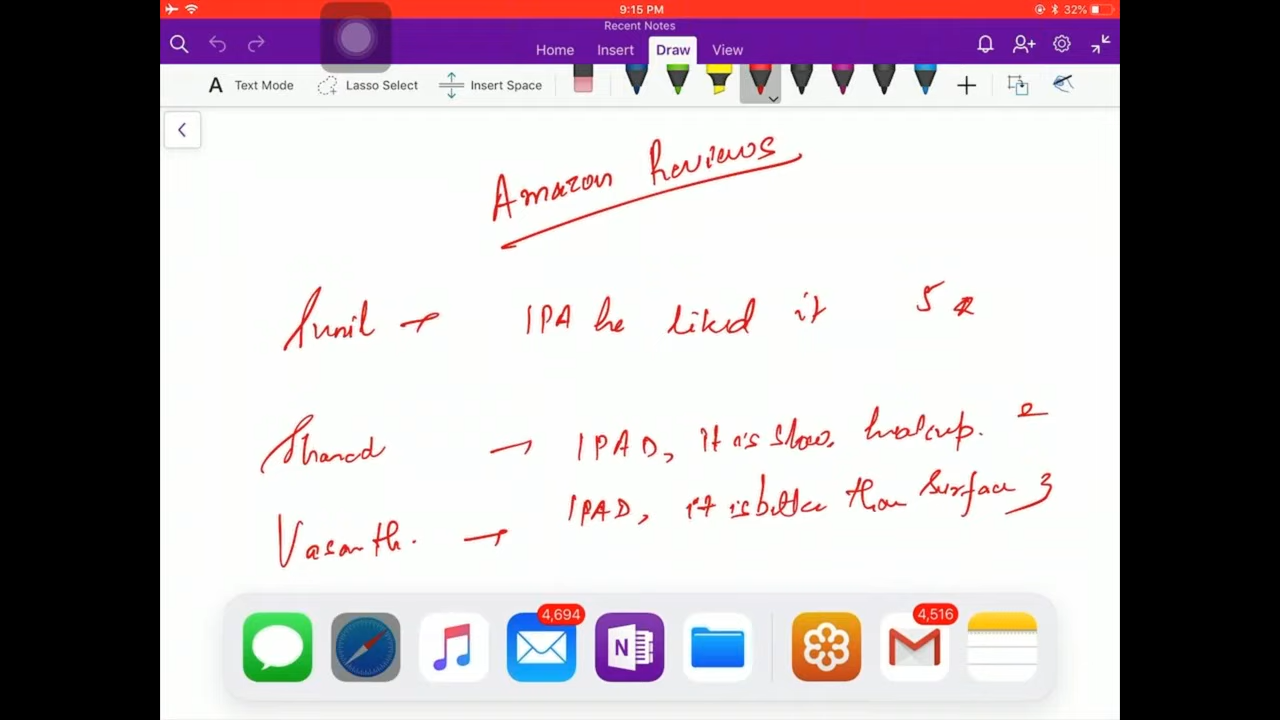 9:15 PM
32%
Recent Notes
Home Insert Draw View
A Text Mode Lasso Select Insert Space
Amazon Reviews
Sunil → IPA he liked it 5
Sharad → IPAD, it is slow. 2
Vasanth. → IPAD, it is better than Surface 3
4,694
N
4,516